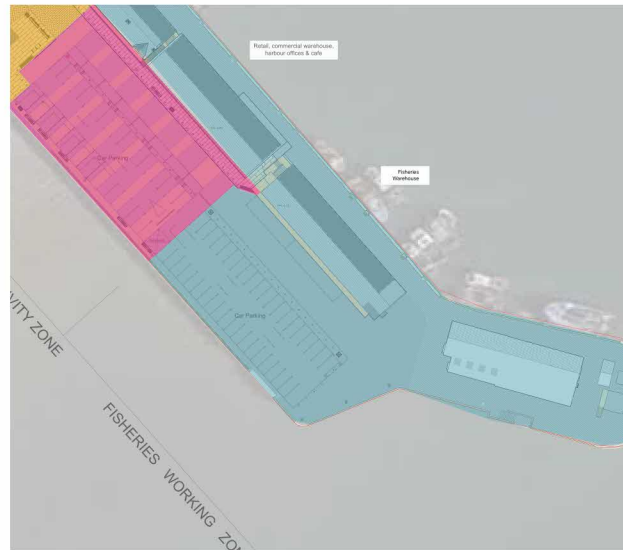 Retail, commercial warehouse,
harbour offices & cafe
Fisheries
Warehouse
Car Parking
Car Parking
VITY ZONE
FISHERIES WORKING ZON